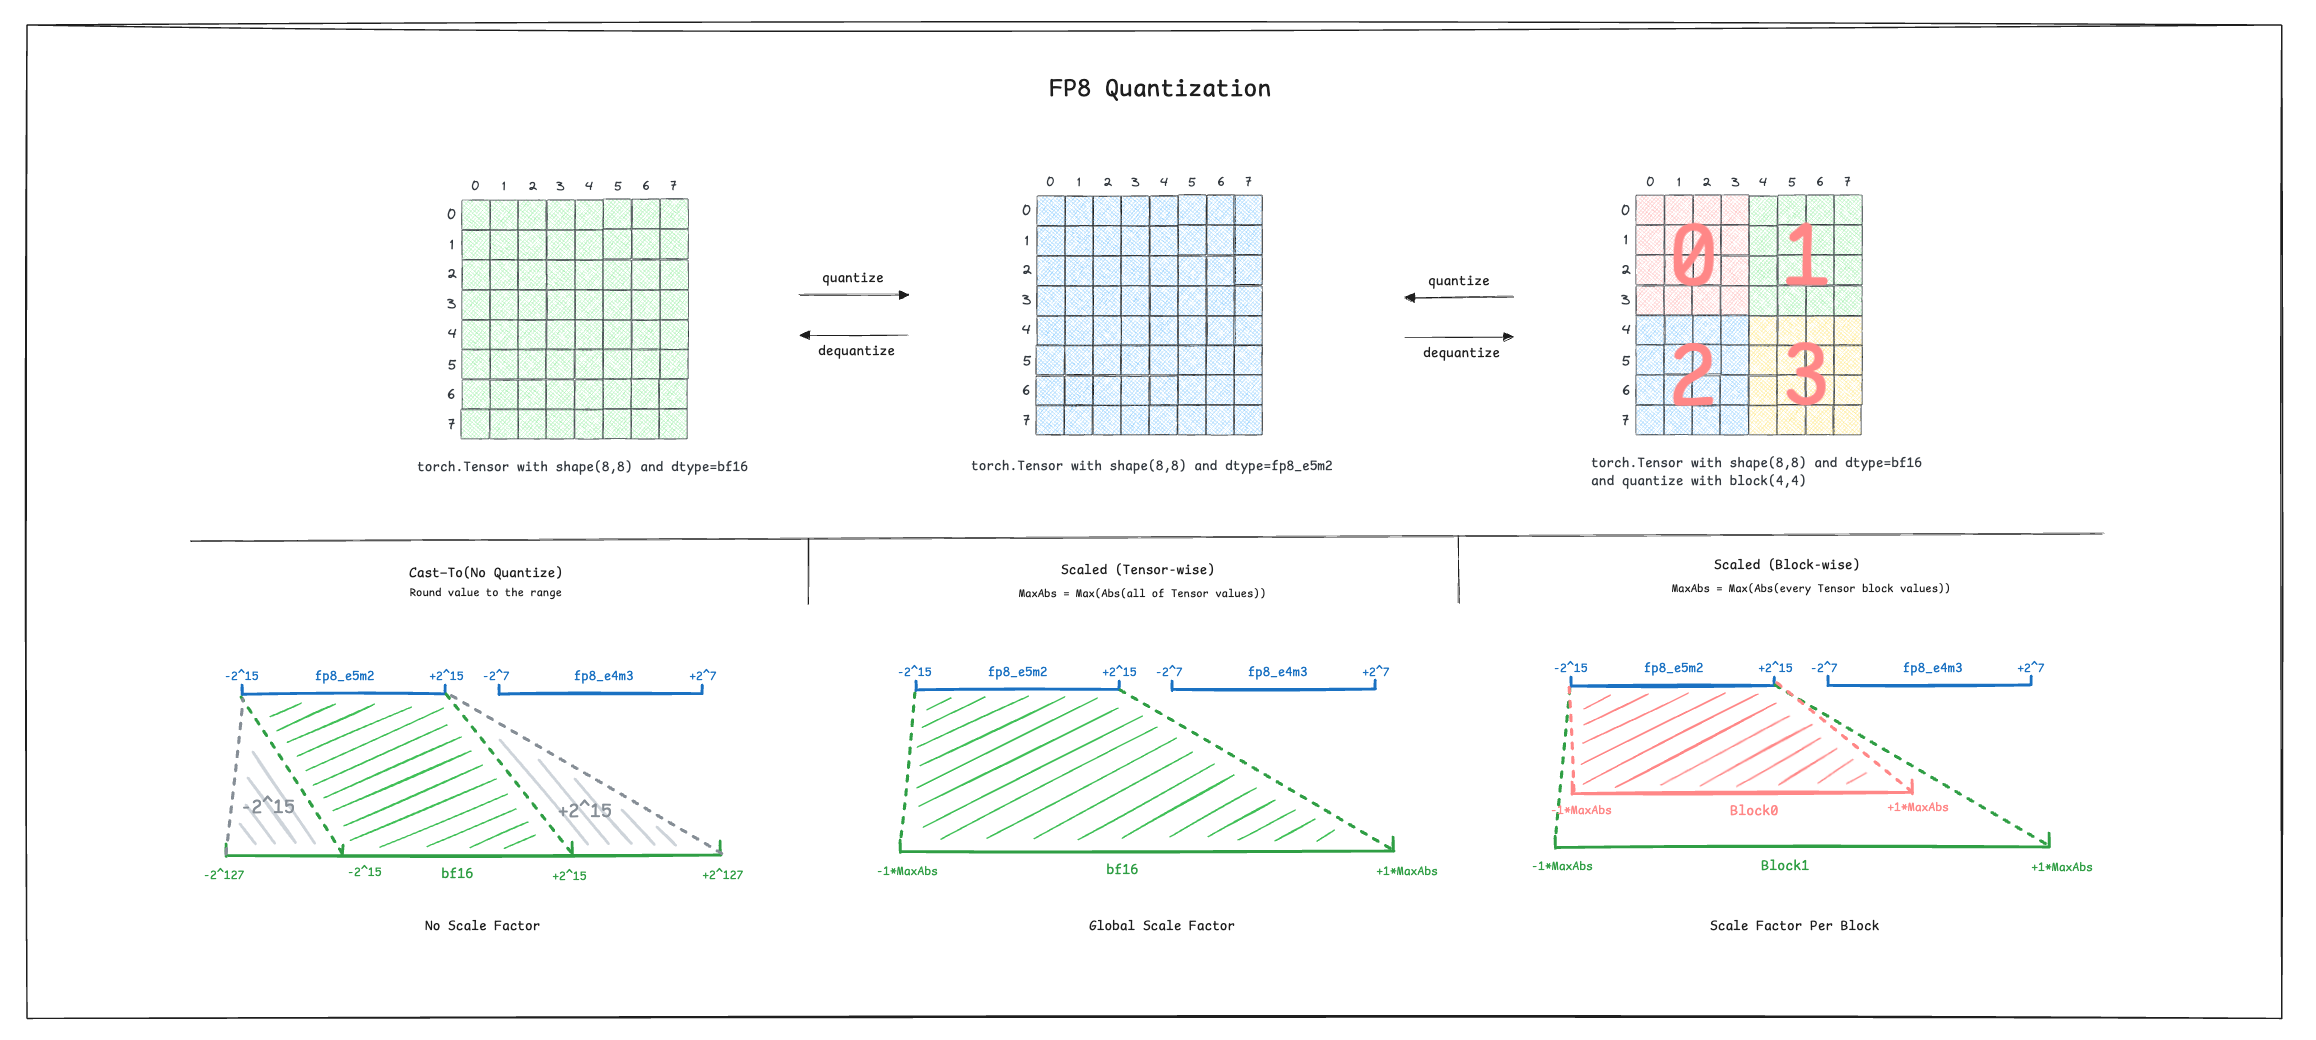 FP8 Quantization
0 1 2 3 4 5 6 7
0
1
2
3
4
5
6
7
torch.Tensor with shape(8,8) and dtype=bf16
quantize
dequantize
0 1 2 3 4 5 6 7
0
1
2
3
4
5
6
7
torch.Tensor with shape(8,8) and dtype=fp8_e5m2
quantize
dequantize
0 1 2 3 4 5 6 7
0
1
2
3
4
5
6
7
0 1
2 3
torch.Tensor with shape(8,8) and dtype=bf16
and quantize with block(4,4)
Cast-To(No Quantize)
Round value to the range
-2^15 fp8_e5m2 +2^15 -2^7 fp8_e4m3 +2^7
-2^15 +2^15
-2^127 -2^15 bf16 +2^15 +2^127
No Scale Factor
Scaled (Tensor-wise)
MaxAbs = Max(Abs(all of Tensor values))
-2^15 fp8_e5m2 +2^15 -2^7 fp8_e4m3 +2^7
-1*MaxAbs bf16 +1*MaxAbs
Global Scale Factor
Scaled (Block-wise)
MaxAbs = Max(Abs(every Tensor block values))
-2^15 fp8_e5m2 +2^15 -2^7 fp8_e4m3 +2^7
-1*MaxAbs Block0 +1*MaxAbs
-1*MaxAbs Block1 +1*MaxAbs
Scale Factor Per Block